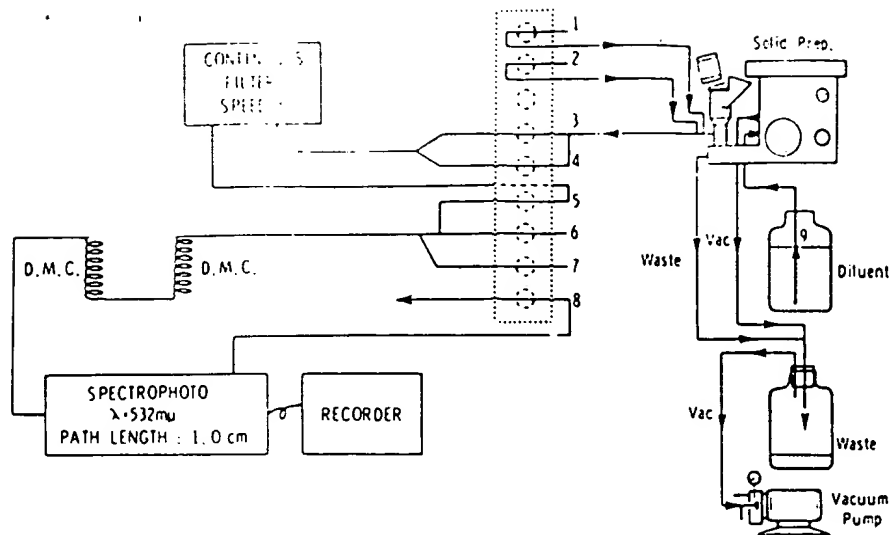 FILTER
1
2
3
4
5
6
7
8
Solid Prep.
D. M. C.
D. M. C.
Waste
Vac
9
Diluent
SPECTROPHOTO
λ=532mμ
PATH LENGTH : 1.0 cm
RECORDER
Vac
Waste
Vacuum
Pump